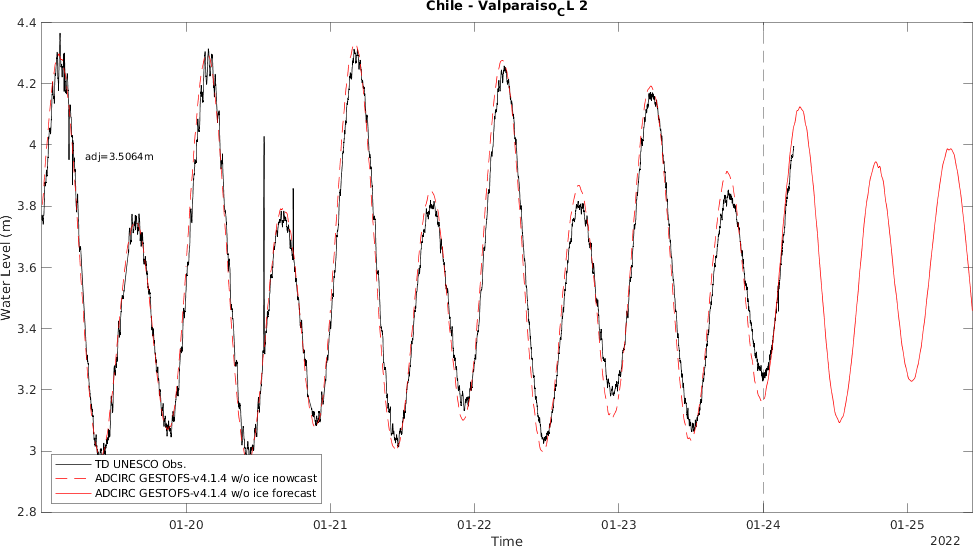 Chile - Valparaiso_CL 2
4.4
4.2
4
3.8
3.6
3.4
3.2
3
2.8
Water Level (m)
adj=3.5064m
TD UNESCO Obs.
ADCIRC GESTOFS-v4.1.4 w/o ice nowcast
ADCIRC GESTOFS-v4.1.4 w/o ice forecast
01-20
01-21
01-22
01-23
01-24
01-25
Time
2022